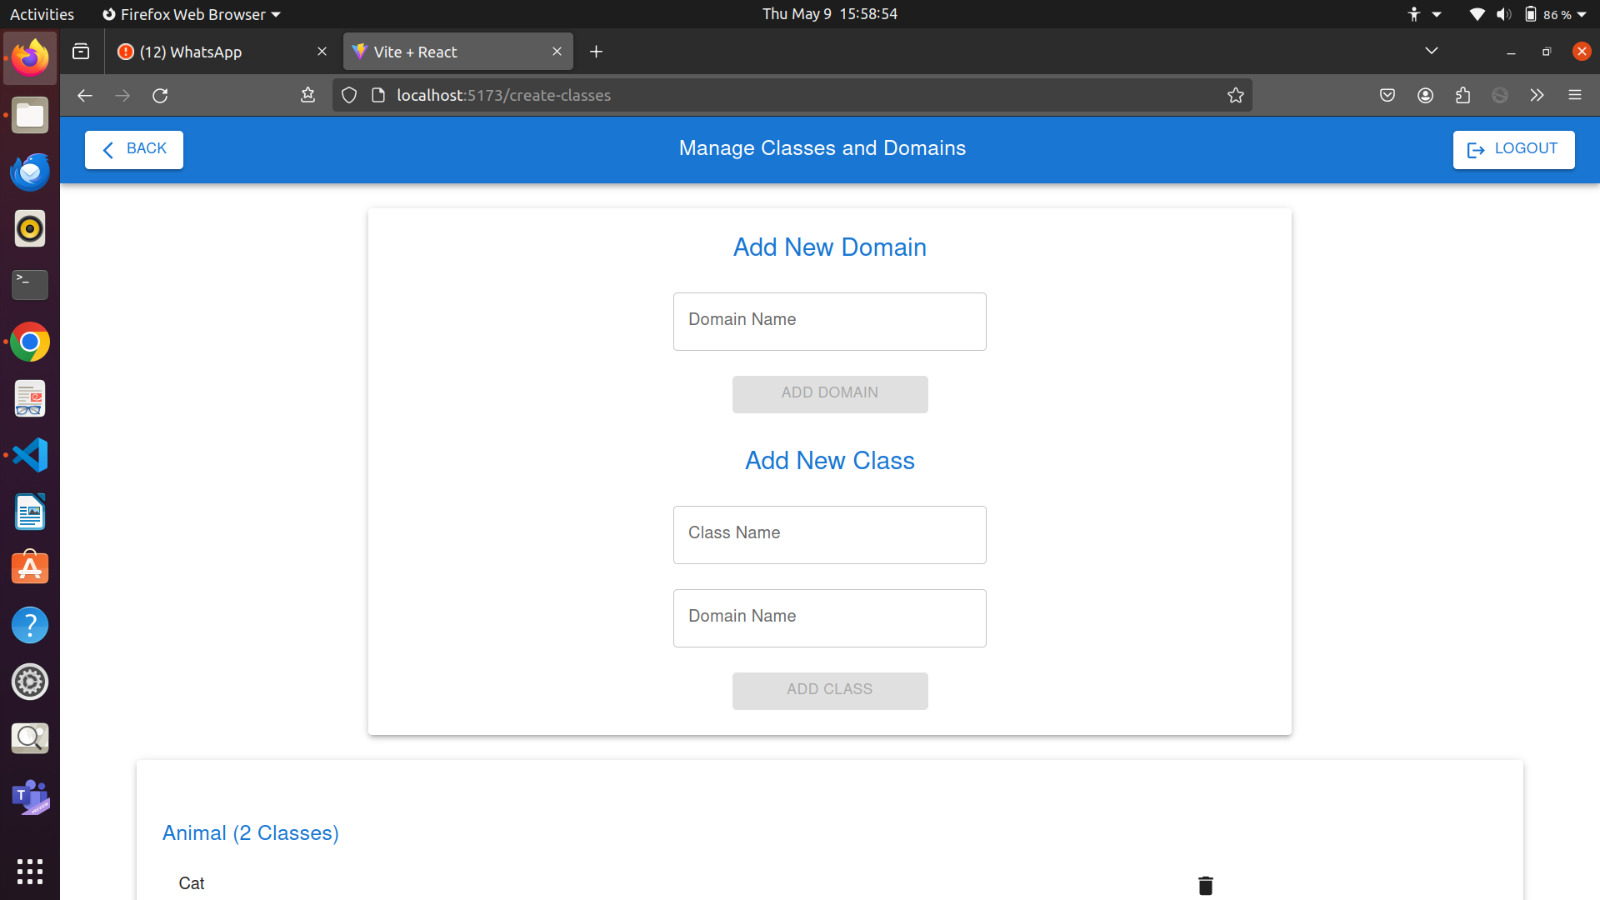 Activities Firefox Web Browser Thu May 9 15:58:54 86 %
(12) WhatsApp Vite + React
localhost:5173/create-classes
BACK Manage Classes and Domains LOGOUT
Add New Domain
Domain Name
ADD DOMAIN
Add New Class
Class Name
Domain Name
ADD CLASS
Animal (2 Classes)
Cat